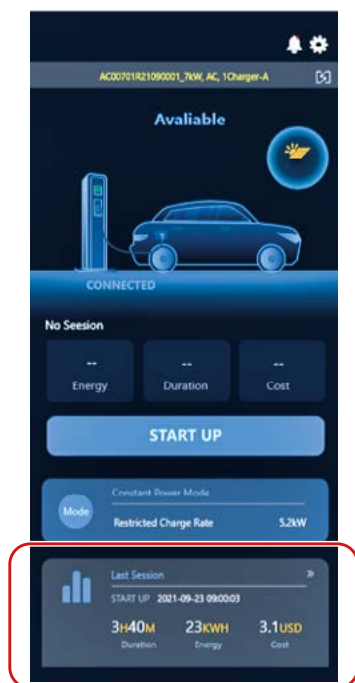 AC00701R21090001_7kW, AC, 1Charger-A
Avaliable
CONNECTED
No Seesion
-- -- --
Energy Duration Cost
START UP
Mode
Constant Power Mode
Restricted Charge Rate 5.2kW
Last Session »
START UP 2021-09-23 09:00:03
3H40M 23KWH 3.1USD
Duration Energy Cost